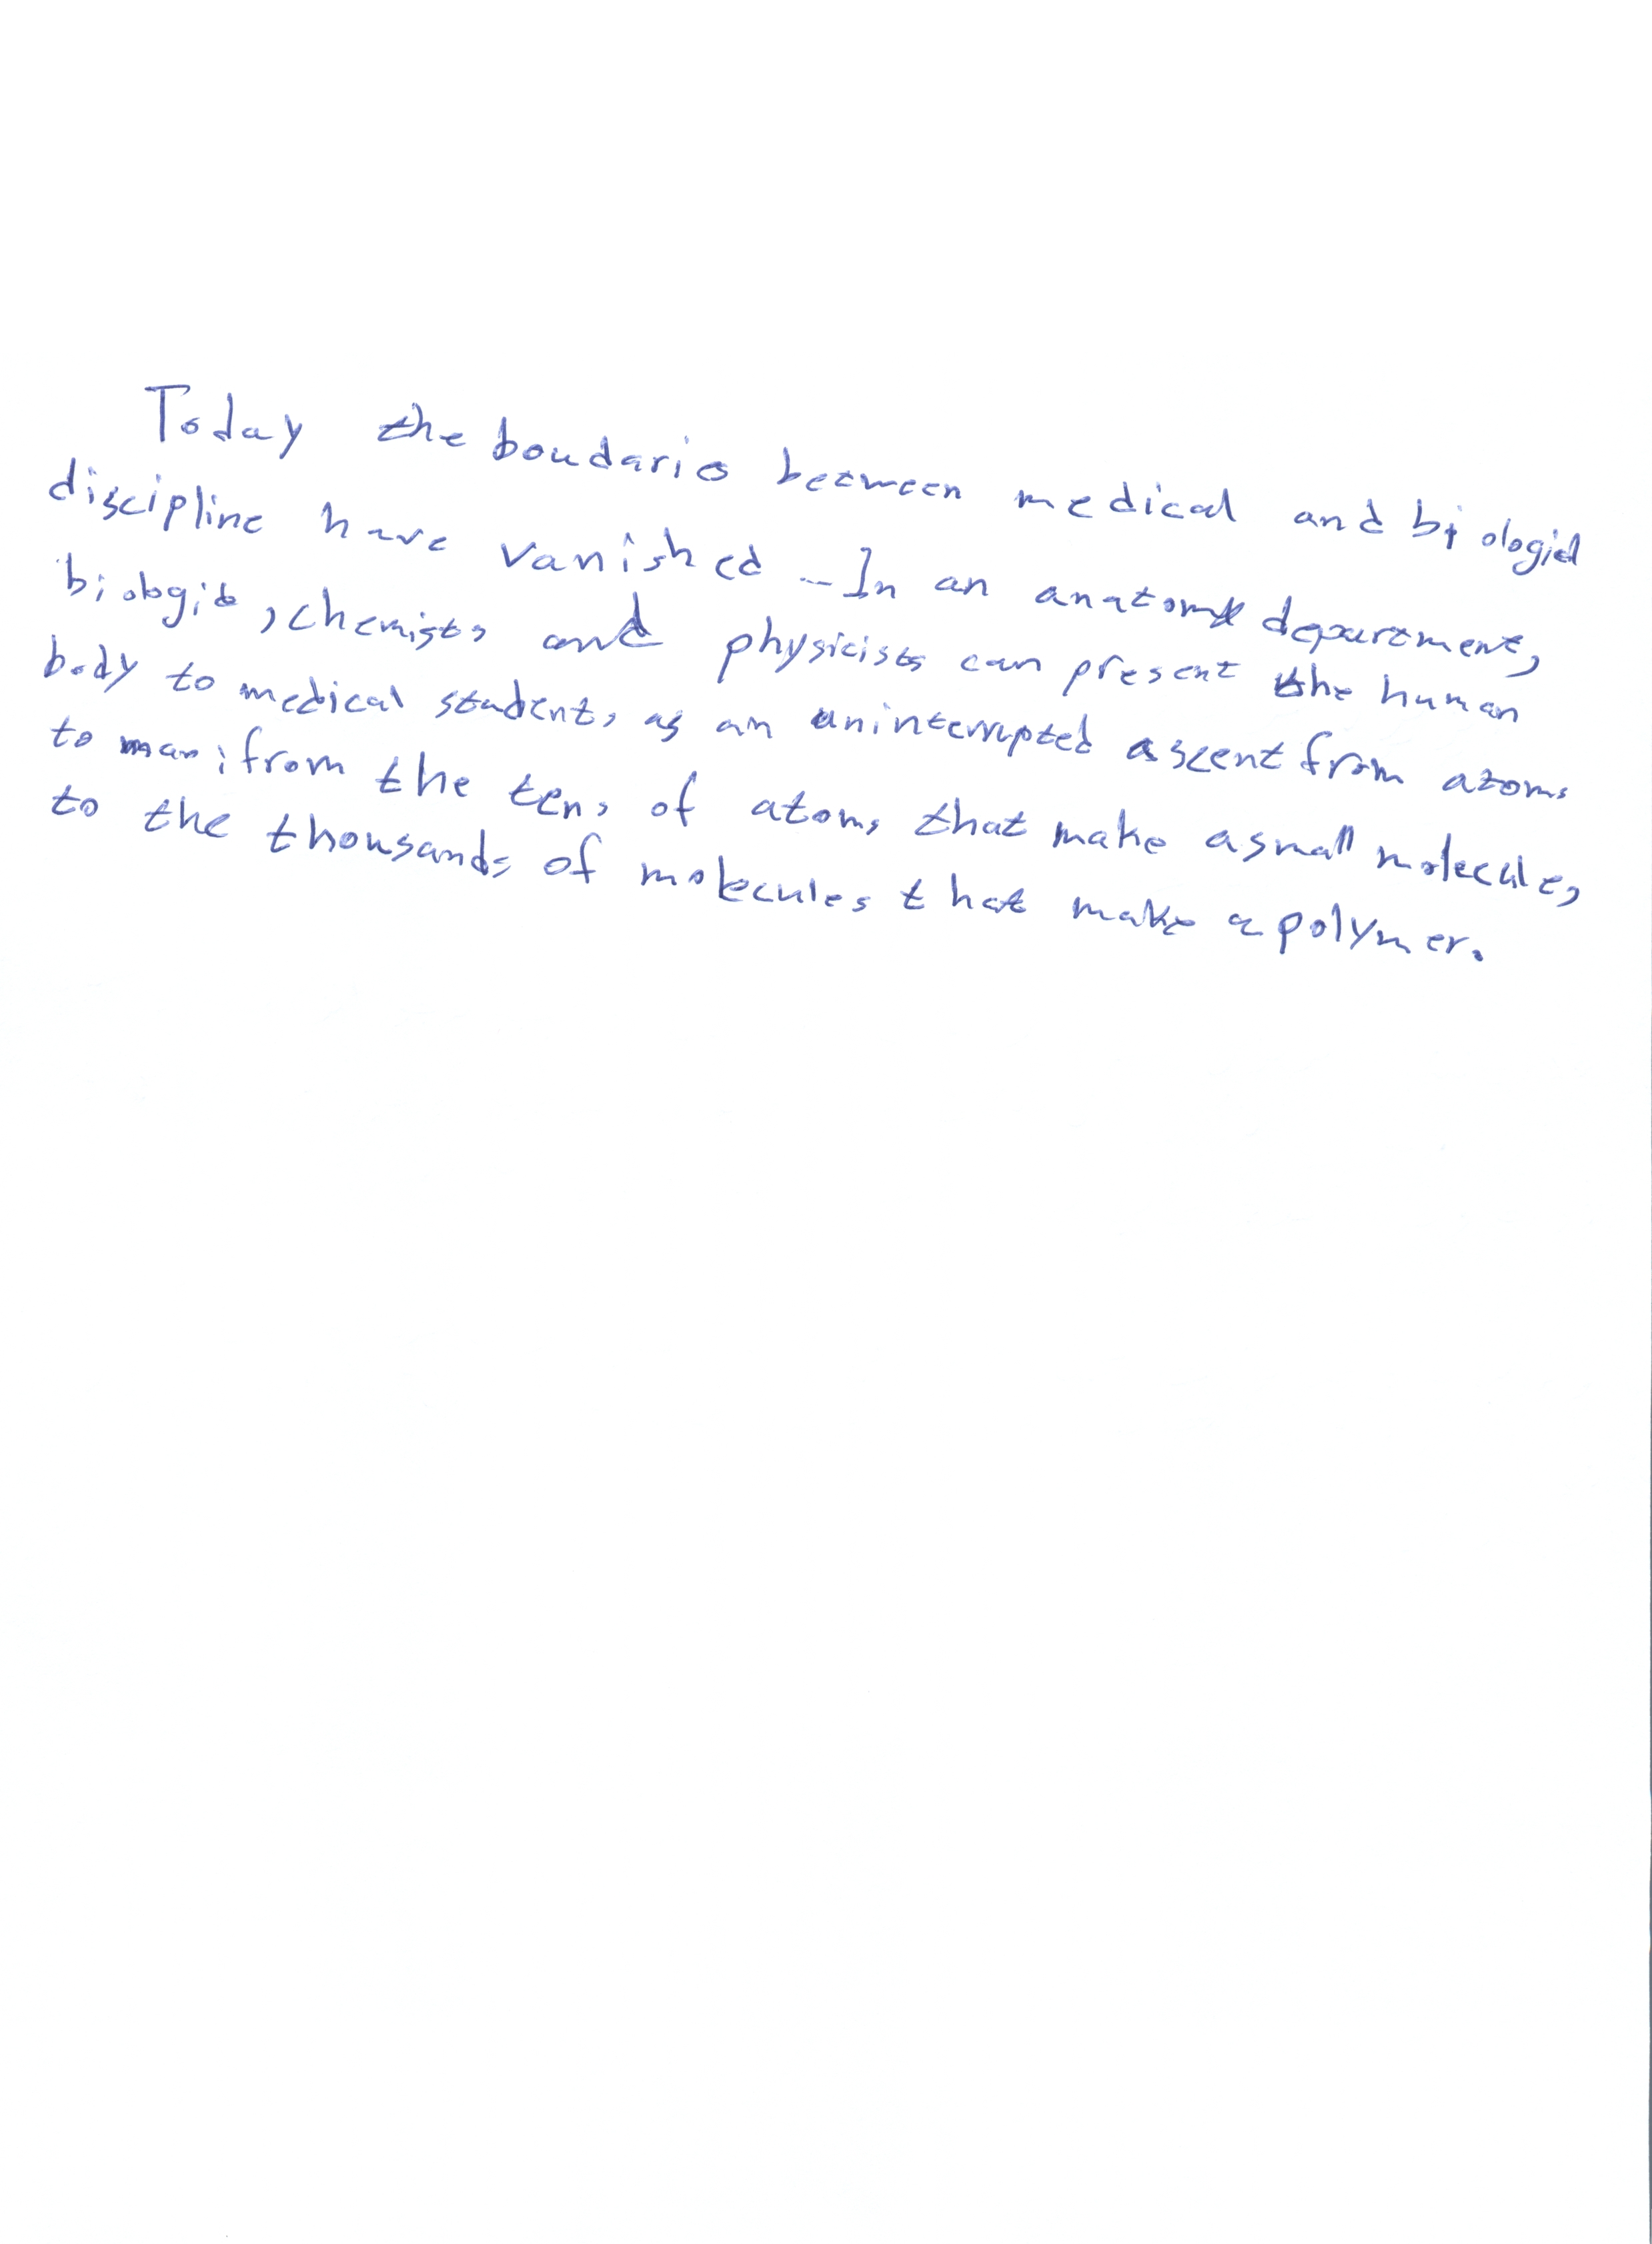 Today the boudaries between medical and biological
discipline have vanished - In an anatomy department,
biologists, chemists and physicists can present the human
body to medical students as an uninterrupted ascent from atoms
to man: from the tens of atoms that make a small molecule,
to the thousands of molecules that make a polymer.